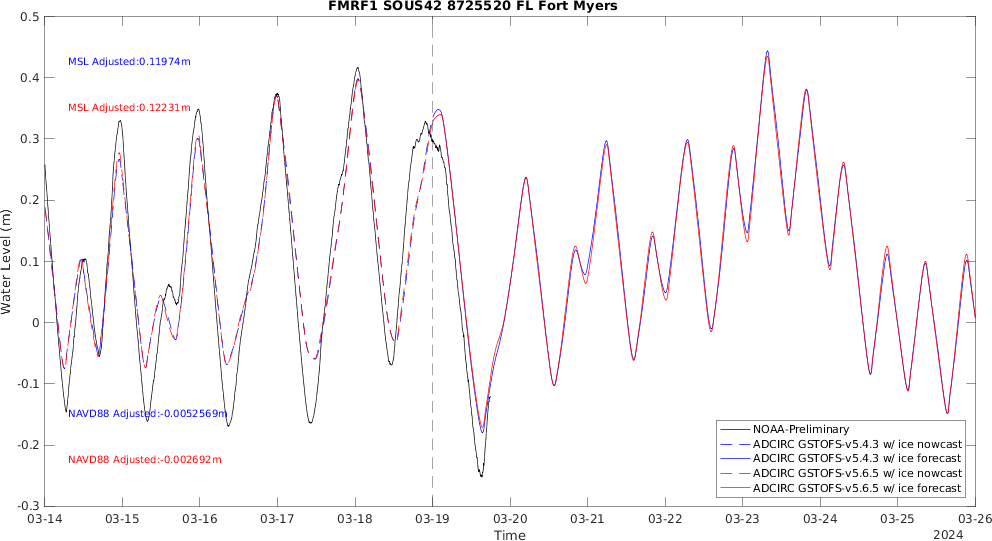 FMRF1 SOUS42 8725520 FL Fort Myers
0.5
0.4
0.3
0.2
0.1
0
-0.1
-0.2
-0.3
Water Level (m)
MSL Adjusted:0.11974m
MSL Adjusted:0.12231m
NAVD88 Adjusted:-0.0052569m
NAVD88 Adjusted:-0.002692m
NOAA-Preliminary
ADCIRC GSTOFS-v5.4.3 w/ ice nowcast
ADCIRC GSTOFS-v5.4.3 w/ ice forecast
ADCIRC GSTOFS-v5.6.5 w/ ice nowcast
ADCIRC GSTOFS-v5.6.5 w/ ice forecast
03-14 03-15 03-16 03-17 03-18 03-19 03-20 03-21 03-22 03-23 03-24 03-25 03-26
Time
2024